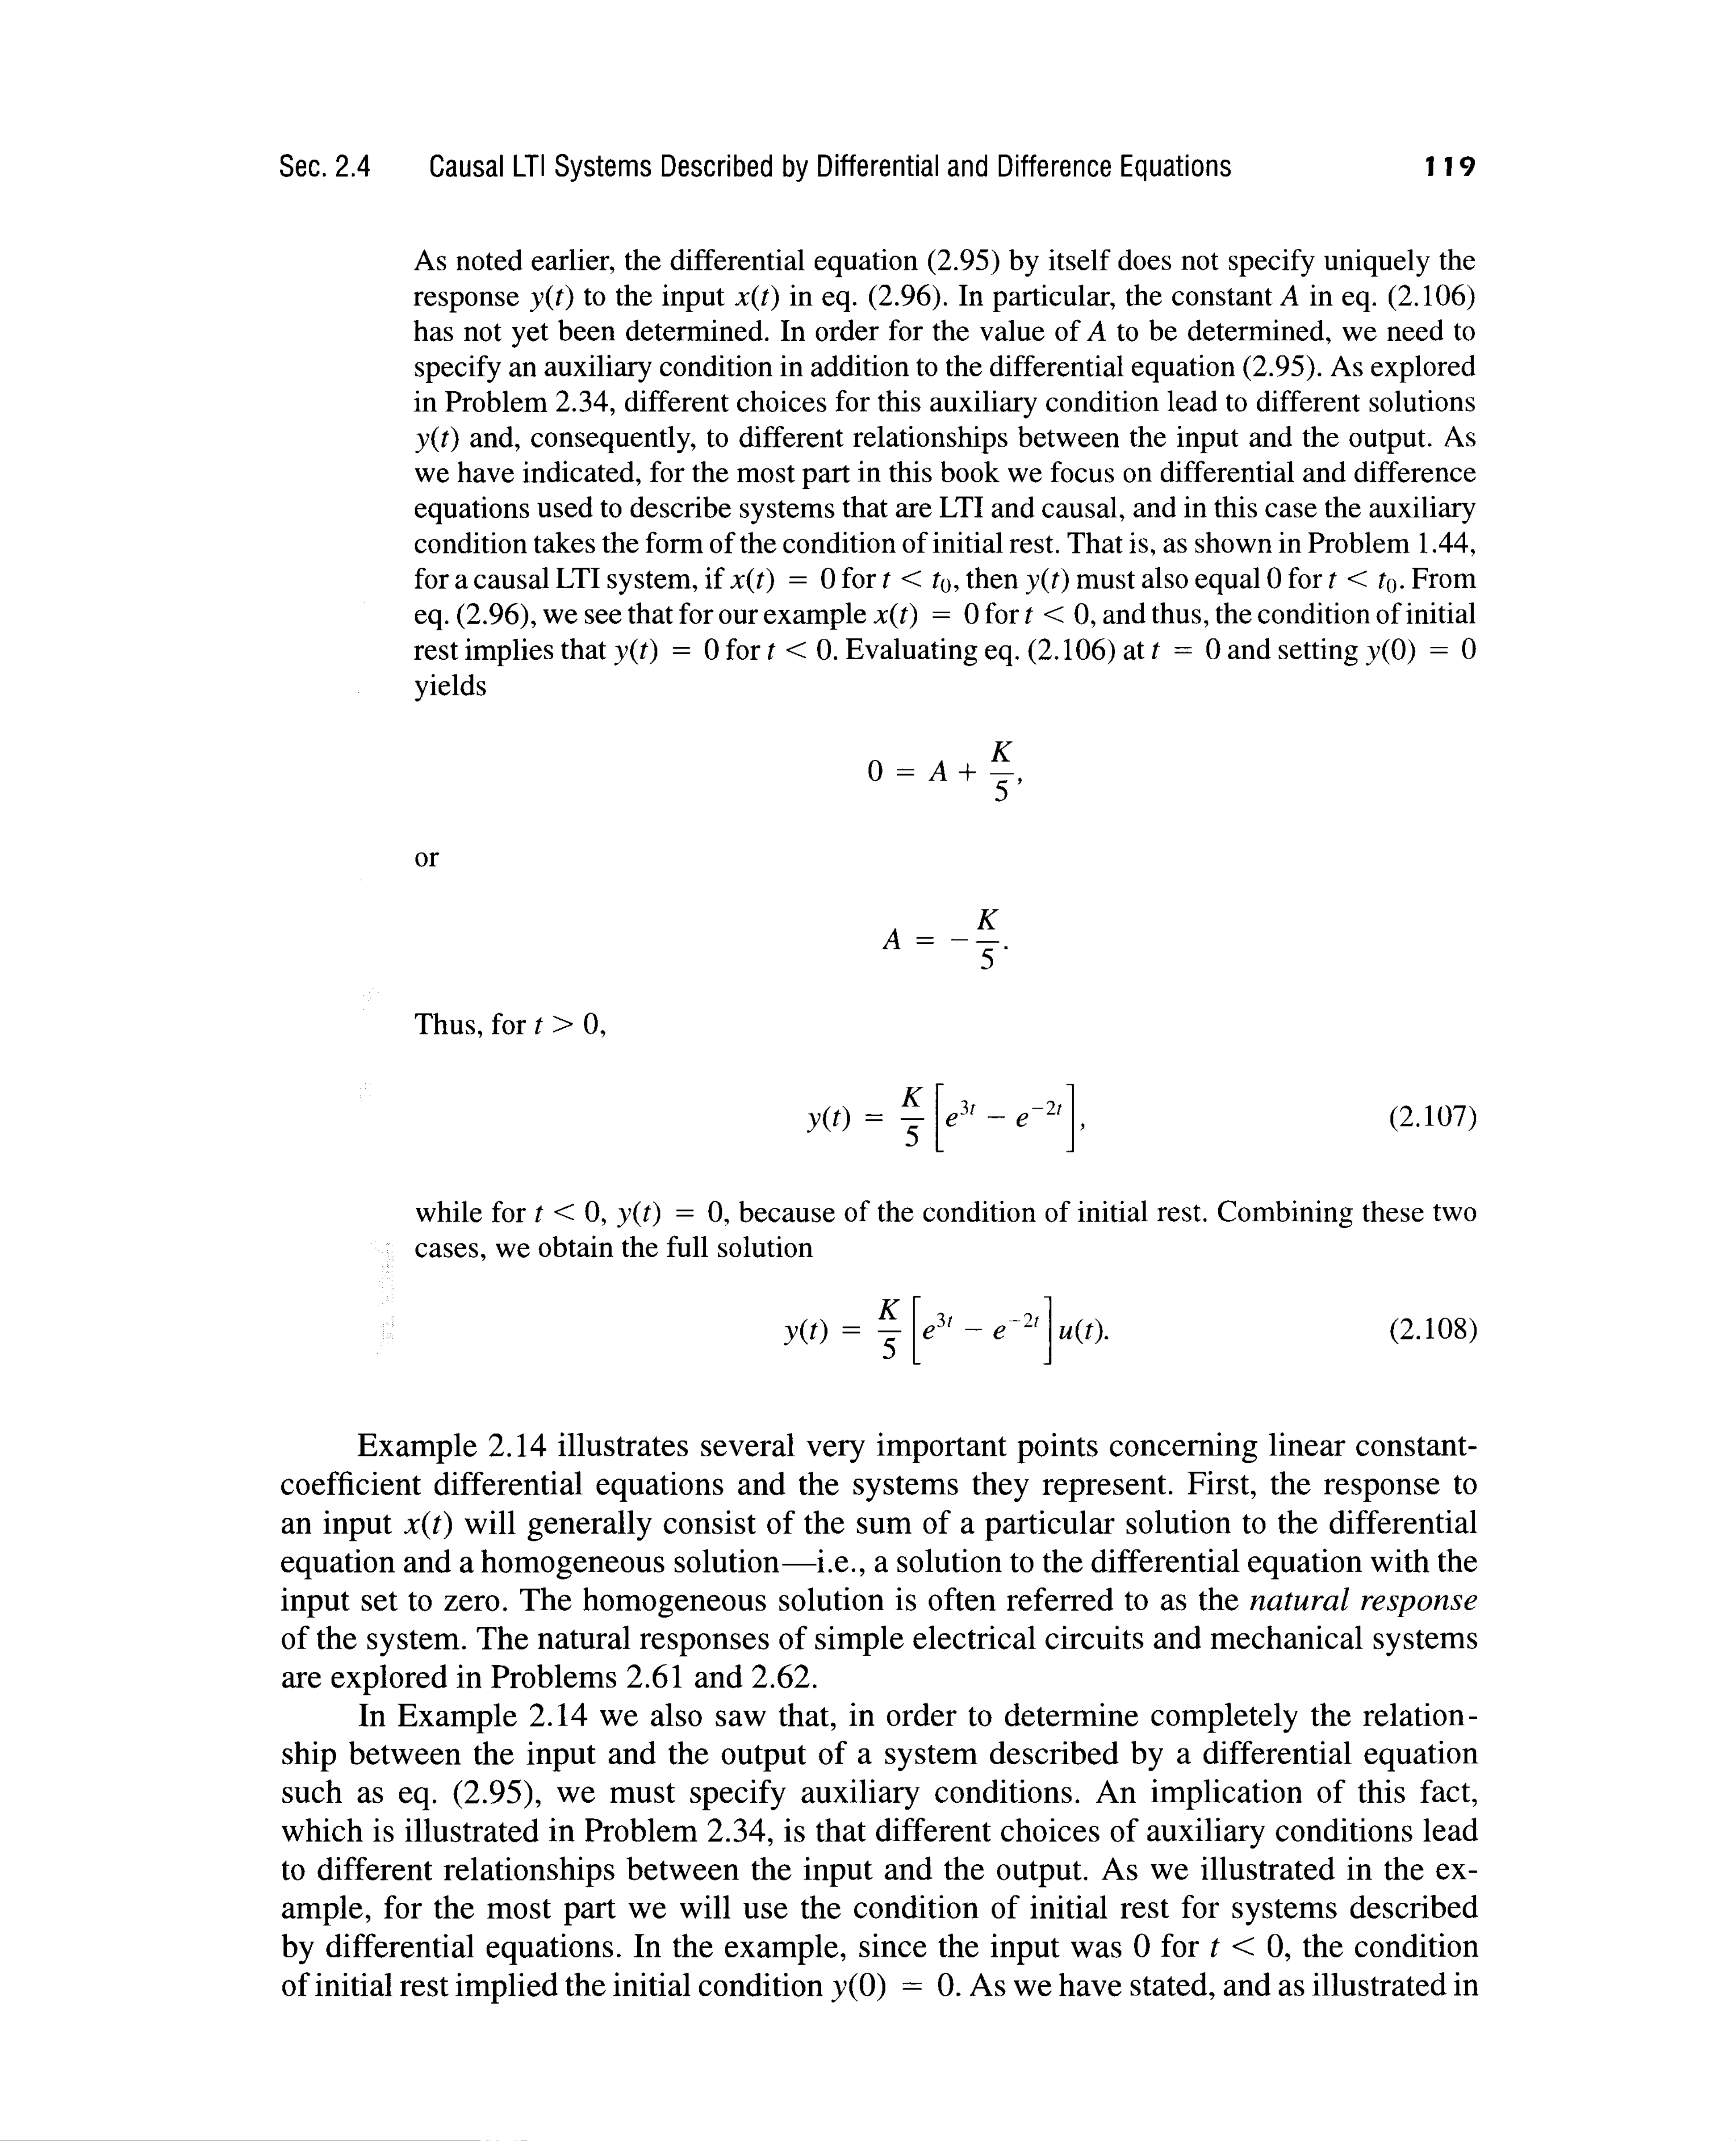 Sec. 2.4 Causal LTI Systems Described by Differential and Difference Equations 119
As noted earlier, the differential equation (2.95) by itself does not specify uniquely the
response y(t) to the input x(t) in eq. (2.96). In particular, the constant A in eq. (2.106)
has not yet been determined. In order for the value of A to be determined, we need to
specify an auxiliary condition in addition to the differential equation (2.95). As explored
in Problem 2.34, different choices for this auxiliary condition lead to different solutions
y(t) and, consequently, to different relationships between the input and the output. As
we have indicated, for the most part in this book we focus on differential and difference
equations used to describe systems that are LTI and causal, and in this case the auxiliary
condition takes the form of the condition of initial rest. That is, as shown in Problem 1.44,
for a causal LTI system, if x(t) = 0 for t < t₀, then y(t) must also equal 0 for t < t₀. From
eq. (2.96), we see that for our example x(t) = 0 for t < 0, and thus, the condition of initial
rest implies that y(t) = 0 for t < 0. Evaluating eq. (2.106) at t = 0 and setting y(0) = 0
yields
0 = A + K/5,
or
A = −K/5.
Thus, for t > 0,
y(t) = K/5 [e³ᵗ − e⁻²ᵗ], (2.107)
while for t < 0, y(t) = 0, because of the condition of initial rest. Combining these two
cases, we obtain the full solution
y(t) = K/5 [e³ᵗ − e⁻²ᵗ] u(t). (2.108)
Example 2.14 illustrates several very important points concerning linear constant-
coefficient differential equations and the systems they represent. First, the response to
an input x(t) will generally consist of the sum of a particular solution to the differential
equation and a homogeneous solution—i.e., a solution to the differential equation with the
input set to zero. The homogeneous solution is often referred to as the natural response
of the system. The natural responses of simple electrical circuits and mechanical systems
are explored in Problems 2.61 and 2.62.
In Example 2.14 we also saw that, in order to determine completely the relation-
ship between the input and the output of a system described by a differential equation
such as eq. (2.95), we must specify auxiliary conditions. An implication of this fact,
which is illustrated in Problem 2.34, is that different choices of auxiliary conditions lead
to different relationships between the input and the output. As we illustrated in the ex-
ample, for the most part we will use the condition of initial rest for systems described
by differential equations. In the example, since the input was 0 for t < 0, the condition
of initial rest implied the initial condition y(0) = 0. As we have stated, and as illustrated in